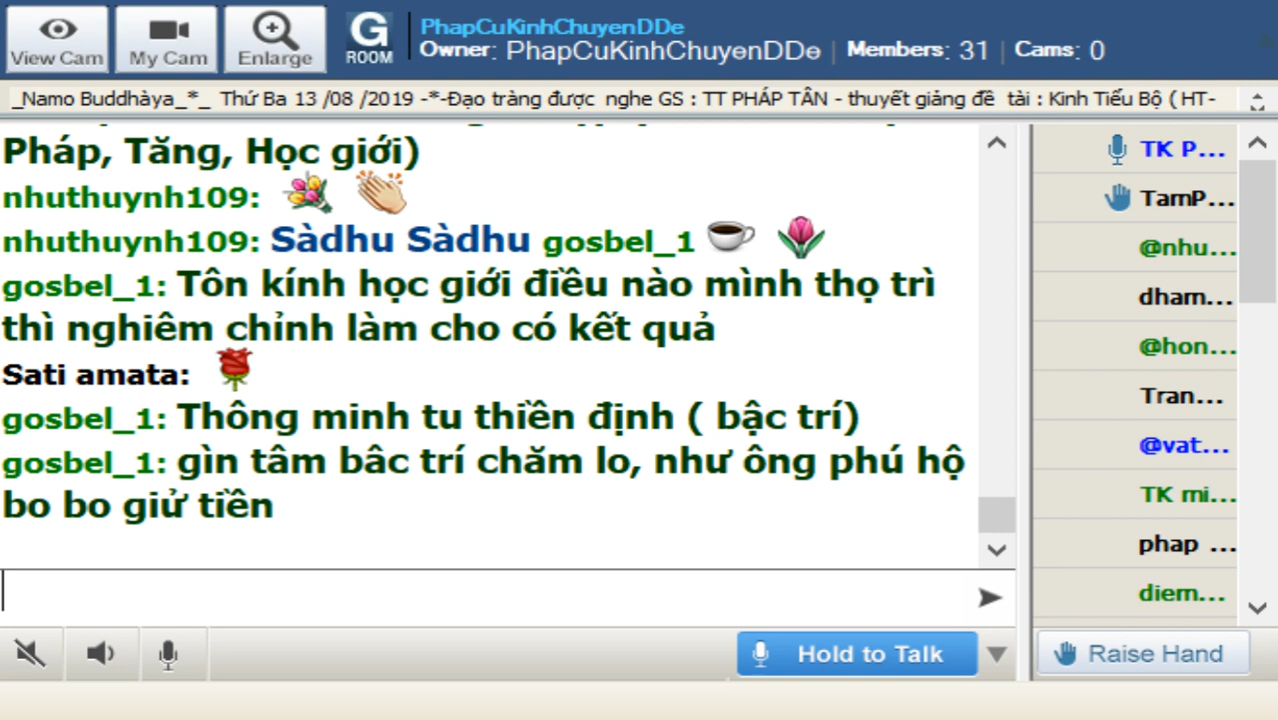 View Cam
My Cam
Enlarge
G
ROOM
PhapCuKinhChuyenDDe
Owner: PhapCuKinhChuyenDDe | Members: 31 | Cams: 0
_Namo Buddhàya_*_ Thứ Ba 13 /08 /2019 -*-Đạo tràng được nghe GS : TT PHÁP TÂN - thuyết giảng đề tài : Kinh Tiểu Bộ ( HT-
Pháp, Tăng, Học giới)
nhuthuynh109:
nhuthuynh109: Sàdhu Sàdhu gosbel_1
gosbel_1: Tôn kính học giới điều nào mình thọ trì
thì nghiêm chỉnh làm cho có kết quả
Sati amata:
gosbel_1: Thông minh tu thiền định ( bậc trí)
gosbel_1: gìn tâm bâc trí chăm lo, như ông phú hộ
bo bo giử tiền
TK P...
TamP...
@nhu...
dham...
@hon...
Tran...
@vat...
TK mi...
phap ...
diem...
Hold to Talk
Raise Hand